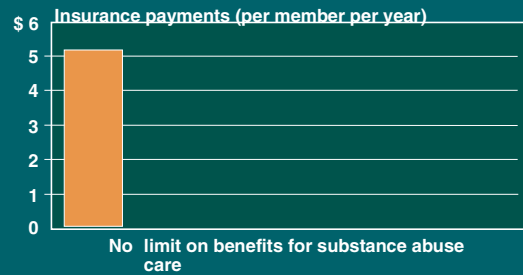 Insurance payments (per member per year)
$ 6
5
4
3
2
1
0
No limit on benefits for substance abuse
care